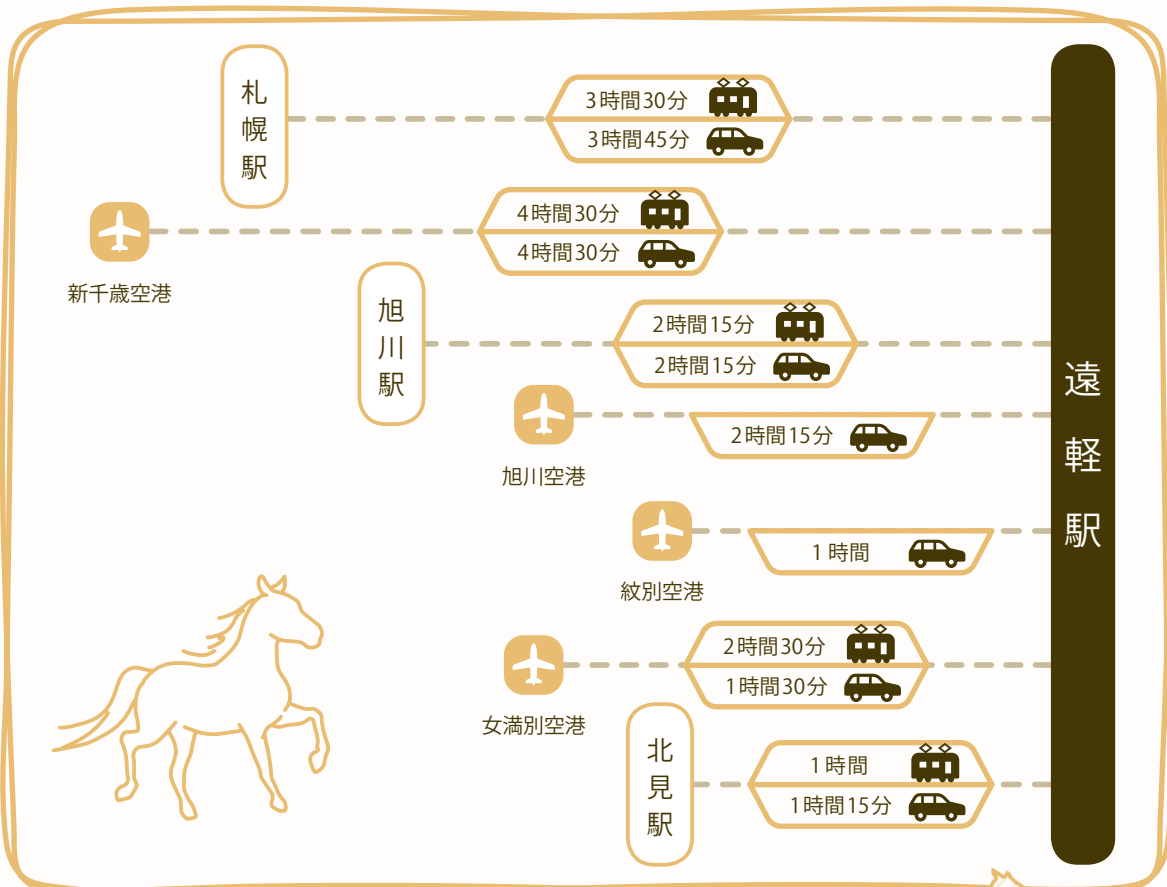 札幌駅
3時間30分
3時間45分
新千歳空港
4時間30分
4時間30分
旭川駅
2時間15分
2時間15分
旭川空港
2時間15分
紋別空港
1時間
女満別空港
2時間30分
1時間30分
北見駅
1時間
1時間15分
遠軽駅